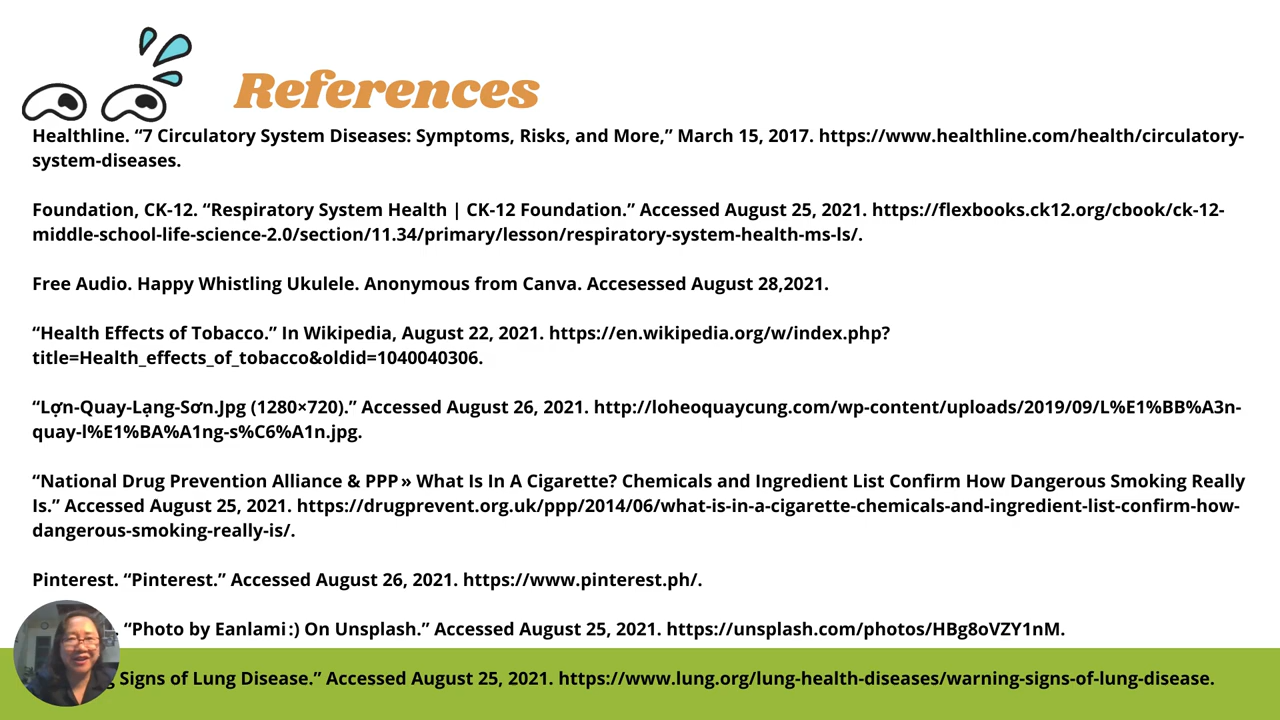 References
Healthline. “7 Circulatory System Diseases: Symptoms, Risks, and More,” March 15, 2017. https://www.healthline.com/health/circulatory-
system-diseases.
Foundation, CK-12. “Respiratory System Health | CK-12 Foundation.” Accessed August 25, 2021. https://flexbooks.ck12.org/cbook/ck-12-
middle-school-life-science-2.0/section/11.34/primary/lesson/respiratory-system-health-ms-ls/.
Free Audio. Happy Whistling Ukulele. Anonymous from Canva. Accesessed August 28,2021.
“Health Effects of Tobacco.” In Wikipedia, August 22, 2021. https://en.wikipedia.org/w/index.php?
title=Health_effects_of_tobacco&oldid=1040040306.
“Lợn-Quay-Lạng-Sơn.Jpg (1280×720).” Accessed August 26, 2021. http://loheoquaycung.com/wp-content/uploads/2019/09/L%E1%BB%A3n-
quay-l%E1%BA%A1ng-s%C6%A1n.jpg.
“National Drug Prevention Alliance & PPP » What Is In A Cigarette? Chemicals and Ingredient List Confirm How Dangerous Smoking Really
Is.” Accessed August 25, 2021. https://drugprevent.org.uk/ppp/2014/06/what-is-in-a-cigarette-chemicals-and-ingredient-list-confirm-how-
dangerous-smoking-really-is/.
Pinterest. “Pinterest.” Accessed August 26, 2021. https://www.pinterest.ph/.
“Photo by Eanlami :) On Unsplash.” Accessed August 25, 2021. https://unsplash.com/photos/HBg8oVZY1nM.
Signs of Lung Disease.” Accessed August 25, 2021. https://www.lung.org/lung-health-diseases/warning-signs-of-lung-disease.